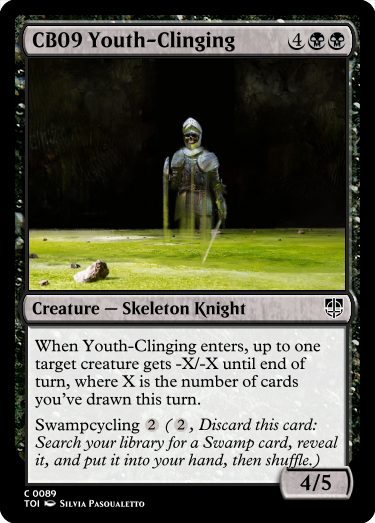 CB09 Youth-Clinging 4
Creature — Skeleton Knight
When Youth-Clinging enters, up to one
target creature gets -X/-X until end of
turn, where X is the number of cards
you've drawn this turn.
Swampcycling 2 ( 2 , Discard this card:
Search your library for a Swamp card, reveal
it, and put it into your hand, then shuffle.)
4/5
C 0089
TOI Silvia Pasqualetto